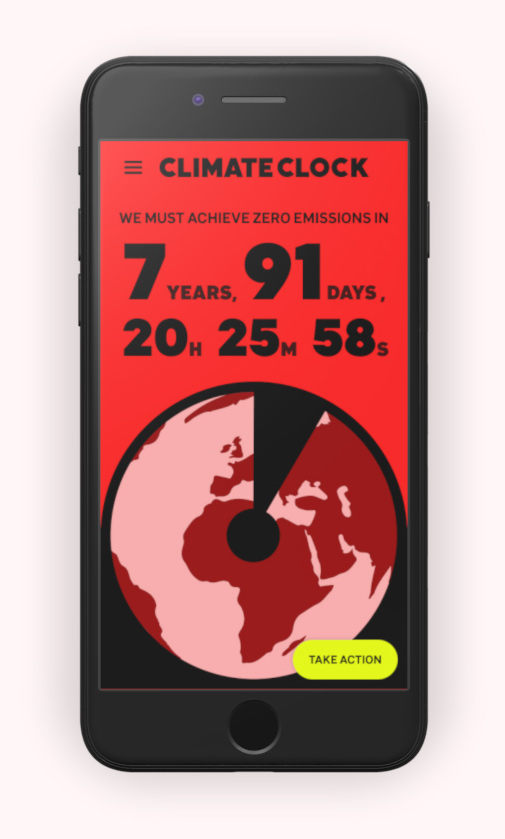 CLIMATE CLOCK
WE MUST ACHIEVE ZERO EMISSIONS IN
7 YEARS, 91 DAYS,
20H 25M 58S
TAKE ACTION